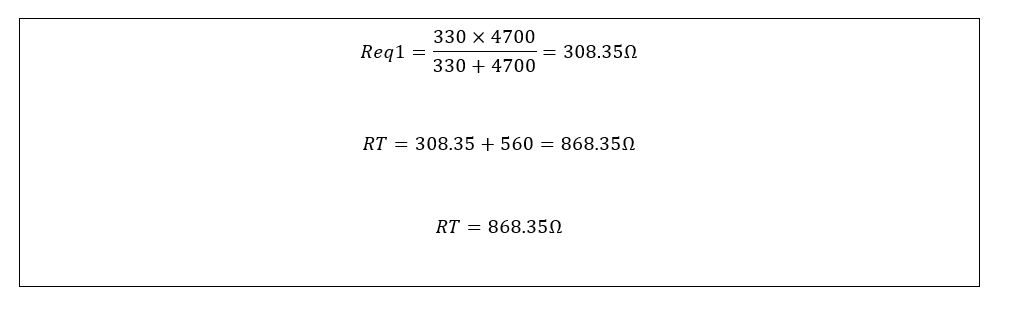 Req1 = (330 × 4700)/(330 + 4700) = 308.35Ω
RT = 308.35 + 560 = 868.35Ω
RT = 868.35Ω